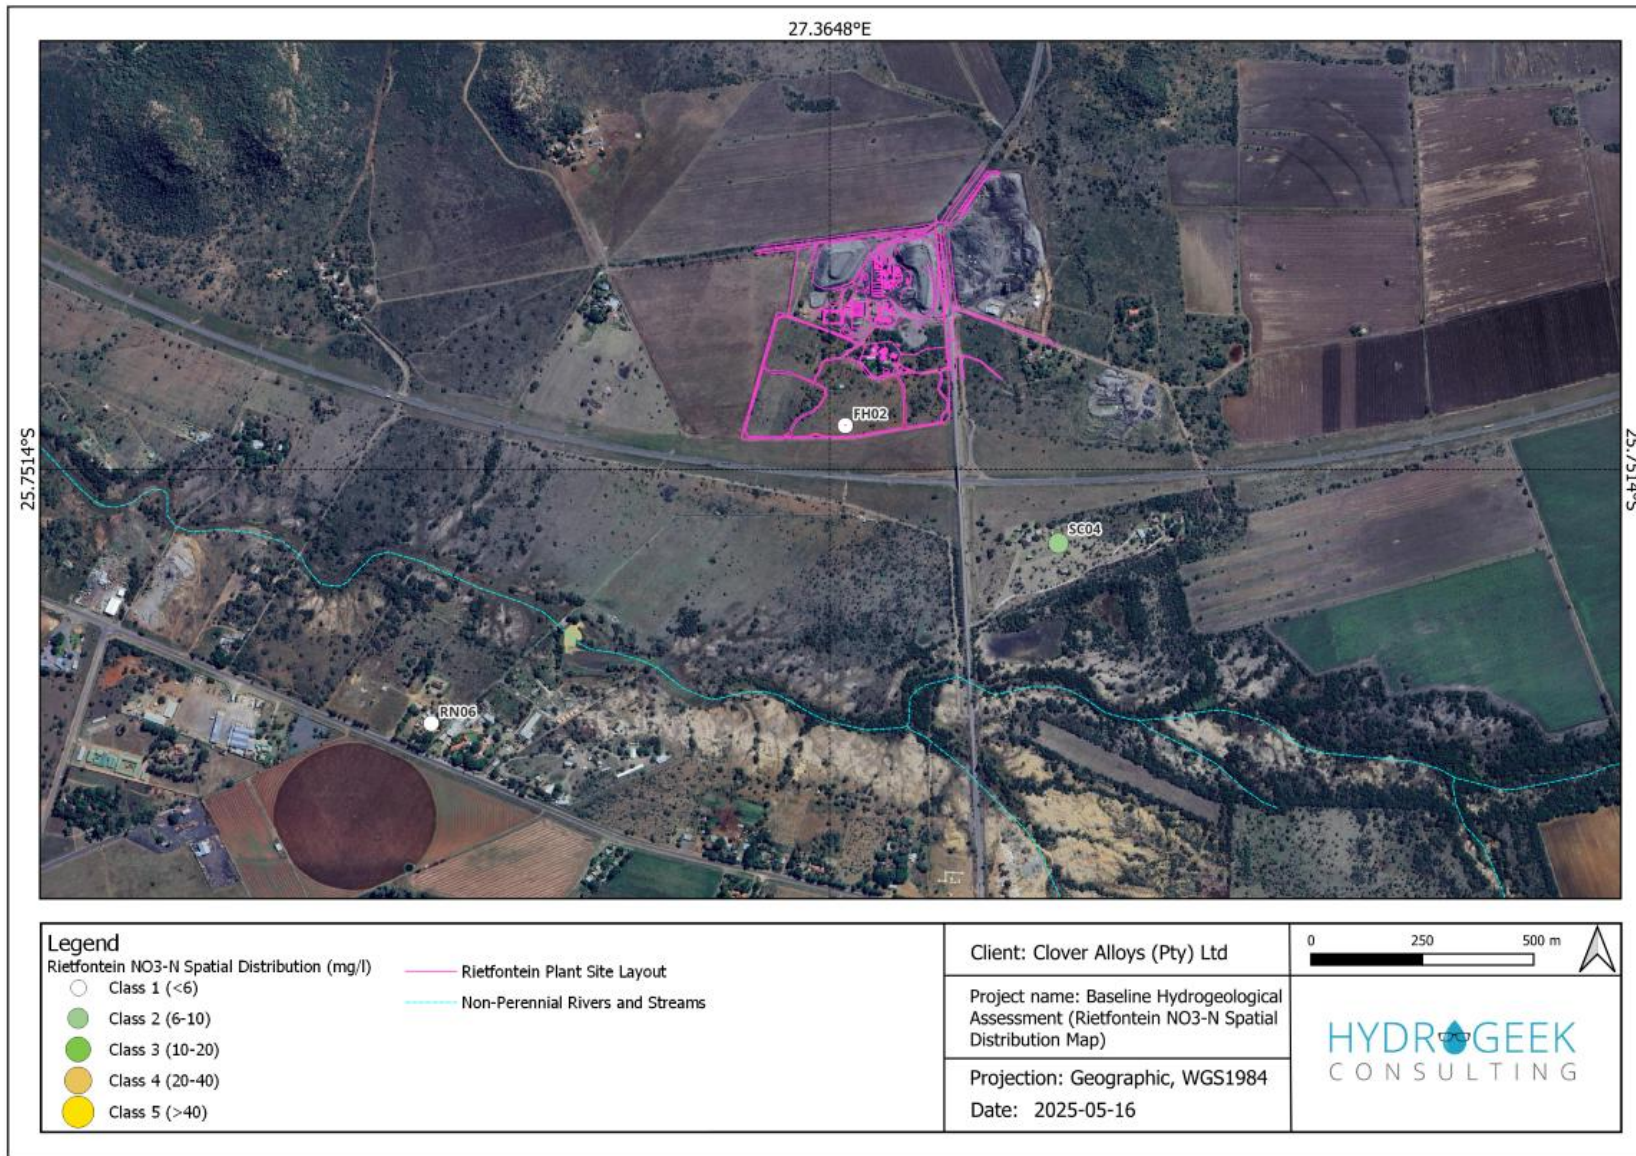 27.3648°E
25.7514°S
25.7514°S
FH02
SC04
RN06
Legend
Rietfontein NO3-N Spatial Distribution (mg/l)
Class 1 (<6)
Class 2 (6-10)
Class 3 (10-20)
Class 4 (20-40)
Class 5 (>40)
Rietfontein Plant Site Layout
Non-Perennial Rivers and Streams
Client: Clover Alloys (Pty) Ltd
Project name: Baseline Hydrogeological
Assessment (Rietfontein NO3-N Spatial
Distribution Map)
Projection: Geographic, WGS1984
Date: 2025-05-16
0 250 500 m
HYDROGEEK
CONSULTING